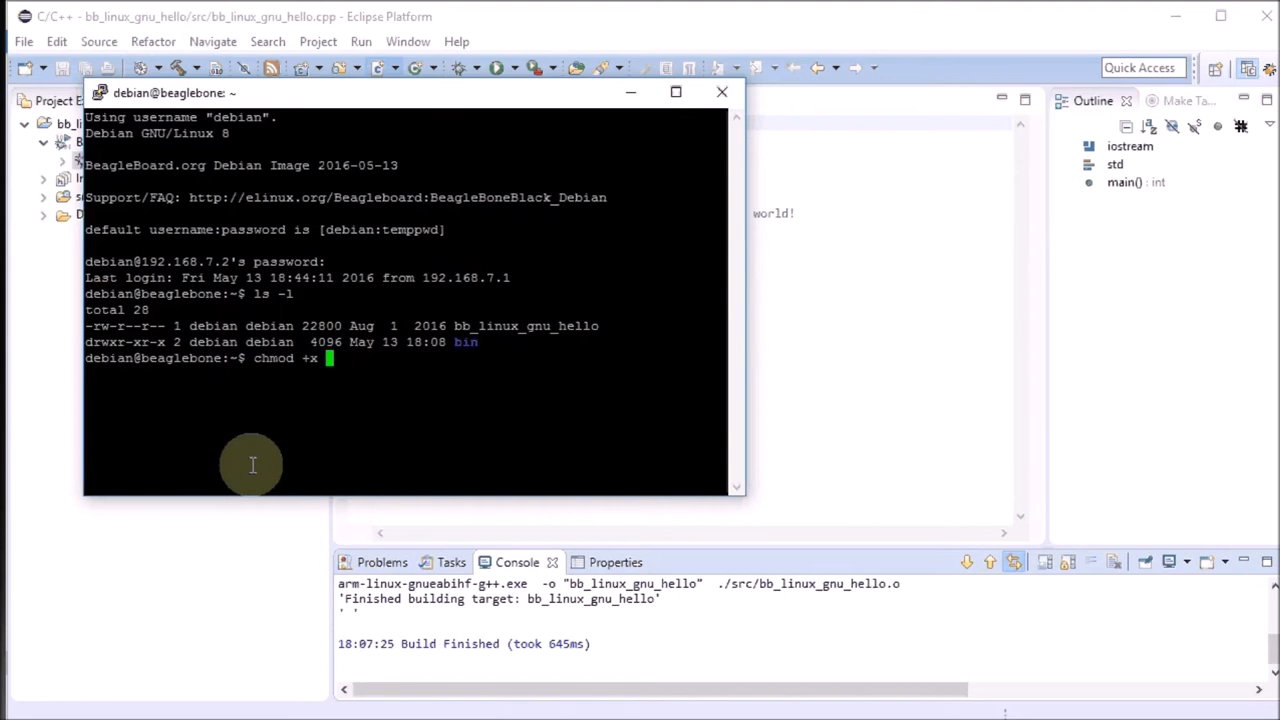 C/C++ - bb_linux_gnu_hello/src/bb_linux_gnu_hello.cpp - Eclipse Platform
File Edit Source Refactor Navigate Search Project Run Window Help
Quick Access
debian@beaglebone: ~
Project
Outline
Make Ta...
bb_li
Using username "debian".
Debian GNU/Linux 8
BeagleBoard.org Debian Image 2016-05-13
Support/FAQ: http://elinux.org/Beagleboard:BeagleBoneBlack_Debian
default username:password is [debian:temppwd]
debian@192.168.7.2's password:
Last login: Fri May 13 18:44:11 2016 from 192.168.7.1
debian@beaglebone:~$ ls -l
total 28
-rw-r--r-- 1 debian debian 22800 Aug  1  2016 bb_linux_gnu_hello
drwxr-xr-x 2 debian debian  4096 May 13 18:08 bin
debian@beaglebone:~$ chmod +x
world!
iostream
std
main() : int
Problems Tasks Console Properties
arm-linux-gnueabihf-g++.exe  -o "bb_linux_gnu_hello"  ./src/bb_linux_gnu_hello.o
'Finished building target: bb_linux_gnu_hello'
' '
18:07:25 Build Finished (took 645ms)